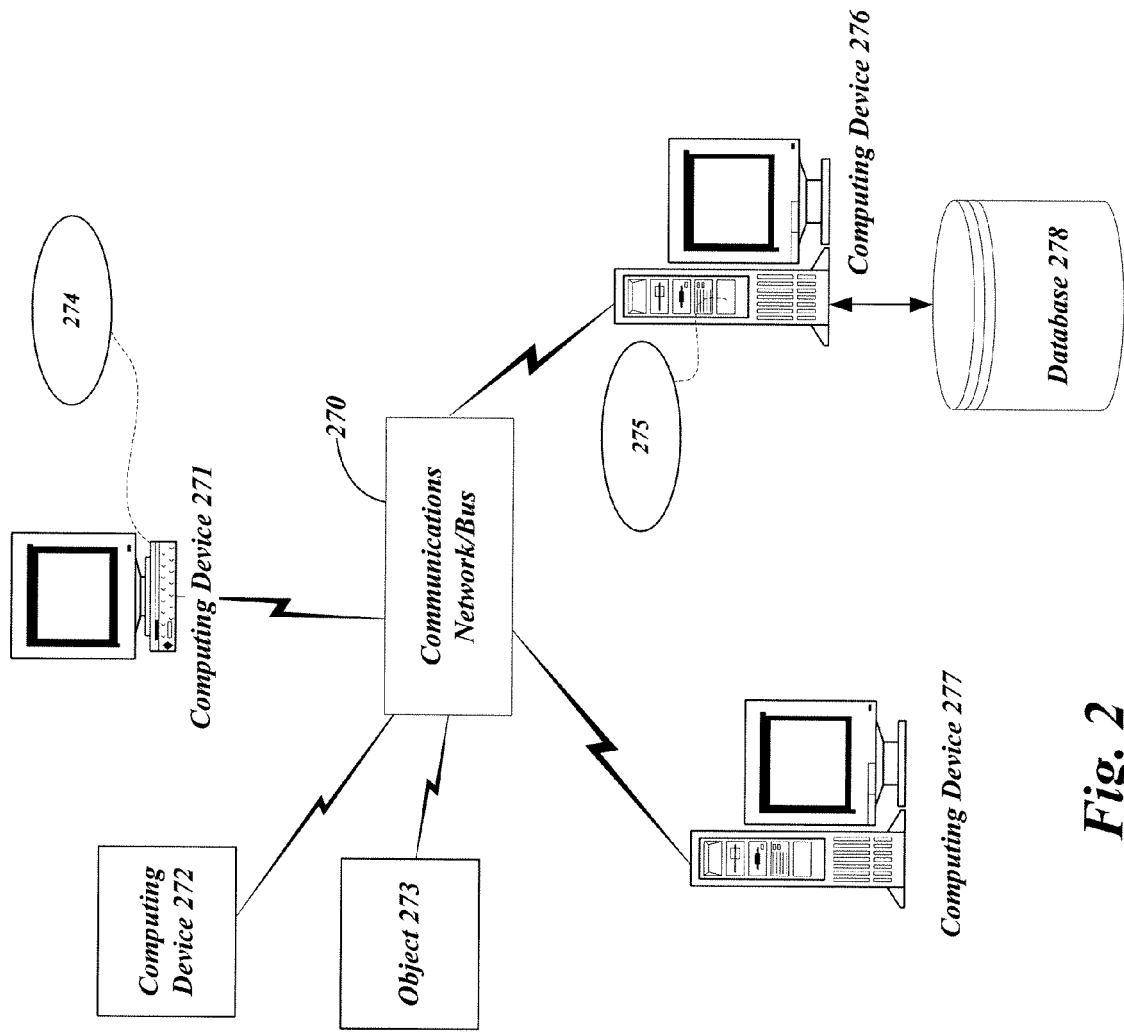 Computing
Device 272
Object 273
Computing Device 271
274
270
Communications
Network/Bus
275
Computing Device 276
Database 278
Computing Device 277
Fig. 2